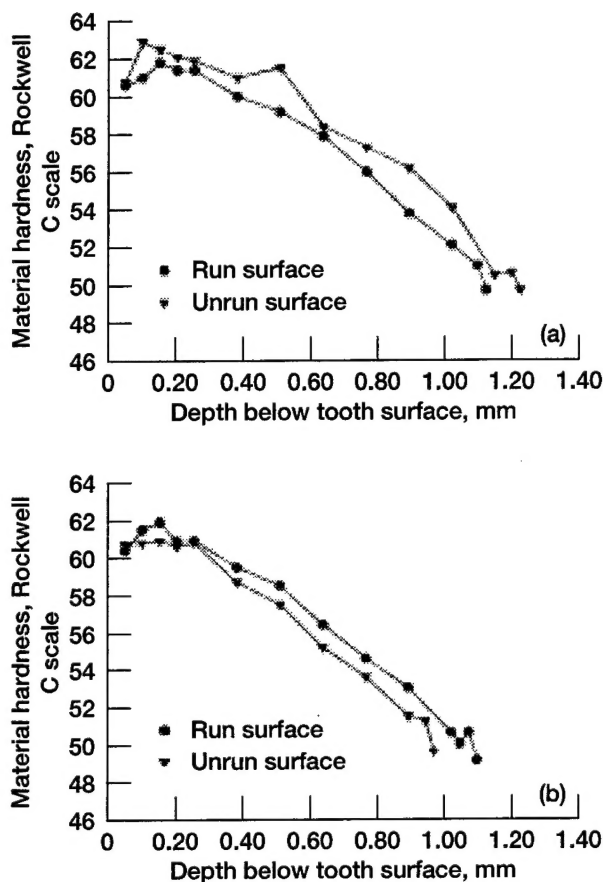 Material hardness, Rockwell
C scale
64
62
60
58
56
54
52
50
48
46
Run surface
Unrun surface
(a)
0 0.20 0.40 0.60 0.80 1.00 1.20 1.40
Depth below tooth surface, mm
Material hardness, Rockwell
C scale
64
62
60
58
56
54
52
50
48
46
Run surface
Unrun surface
(b)
0 0.20 0.40 0.60 0.80 1.00 1.20 1.40
Depth below tooth surface, mm